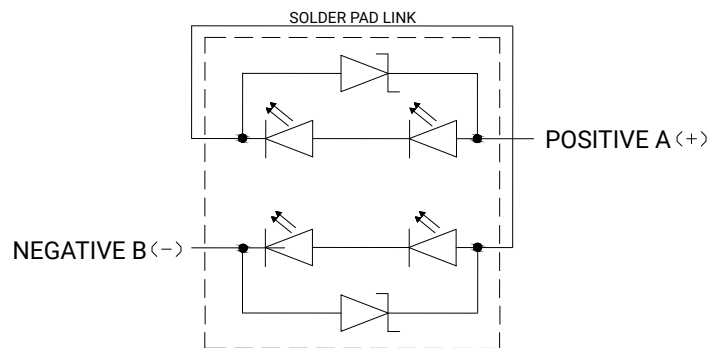 SOLDER PAD LINK
POSITIVE A（+）
NEGATIVE B（−）